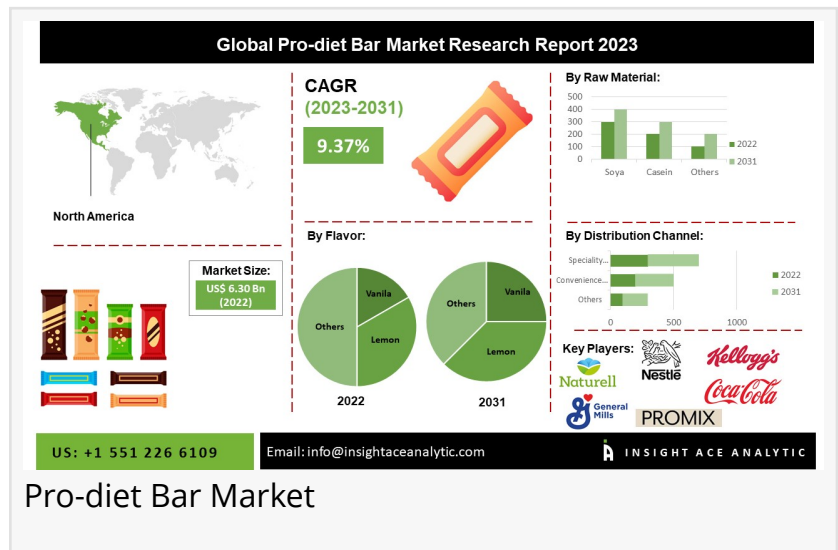 Global Pro-diet Bar Market Research Report 2023
North America
Market Size:
US$ 6.30 Bn
(2022)
CAGR
(2023-2031)
9.37%
By Flavor:
Vanila
Lemon
Others
2022
Vanila
Lemon
Others
2031
By Raw Material:
500
400
300
200
100
0
Soya
Casein
Others
2022
2031
By Distribution Channel:
Speciality...
Convenience...
Others
0
500
1000
2022
2031
Key Players:
Naturell
Nestlē
Kellogg's
Coca-Cola
General
Mills
PROMIX
US: +1 551 226 6109
Email: info@insightaceanalytic.com
INSIGHT ACE ANALYTIC
Pro-diet Bar Market